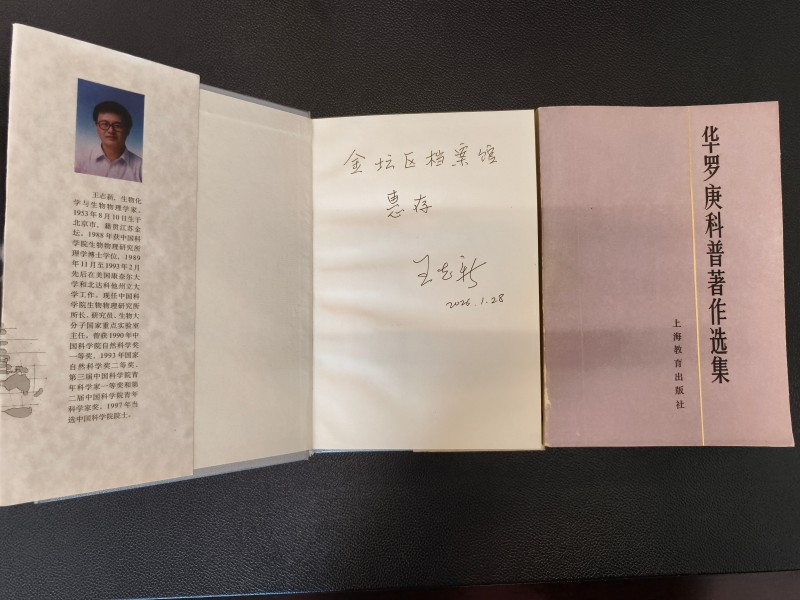 王志新，生物化
学与生物物理学家。
1953年8月10日生于
北京市，籍贯江苏金
坛。1988年获中国科
学院生物物理研究所
理学博士学位。1989
年11月至1993年2月
先后在美国康奈尔大
学和北达科他州立大
学工作。现任中国科
学院生物物理研究所
所长、研究员，生物大
分子国家重点实验室
主任。曾获1990年中
国科学院自然科学奖
一等奖、1993年国家
自然科学奖二等奖、
第三届中国科学院青
年科学家一等奖和第
二届中国科学院青年
科学家奖。1997年当
选中国科学院院士。
金坛区档案馆
惠存
王志新
2026.1.28
华罗庚科普著作选集
上海教育出版社